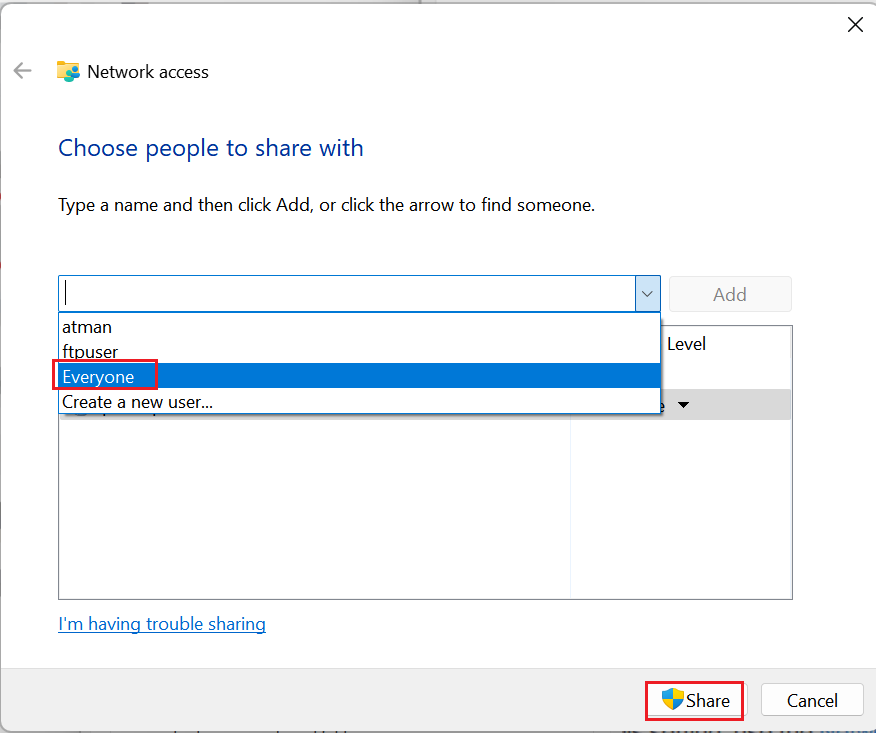 Network access
Choose people to share with
Type a name and then click Add, or click the arrow to find someone.
Add
atman
ftpuser
Level
Everyone
Create a new user...
I'm having trouble sharing
Share
Cancel